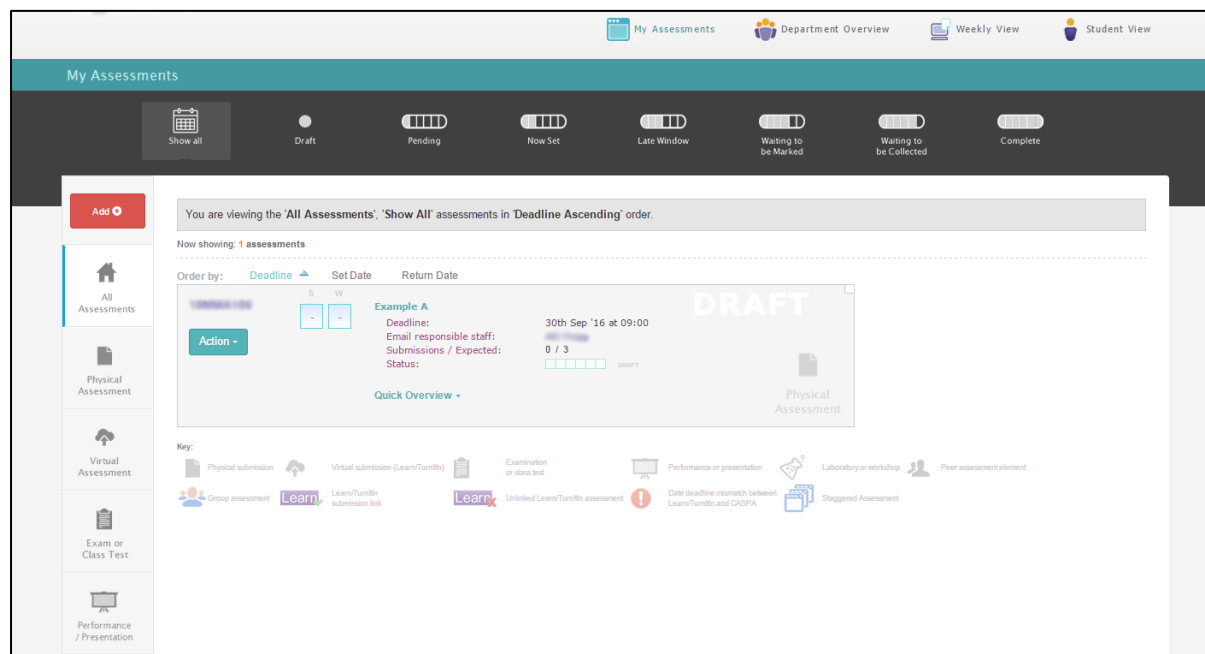 My Assessments Department Overview Weekly View Student View
My Assessments
Show all Draft Pending Now Set Late Window Waiting to be Marked Waiting to be Collected Complete
Add
You are viewing the 'All Assessments', 'Show All' assessments in 'Deadline Ascending' order.
Now showing: 1 assessments
Order by: Deadline Set Date Return Date
All
Assessments
S W
DRAFT
- -
Example A
Action
Deadline: 30th Sep '16 at 09:00
Email responsible staff:
Submissions / Expected: 0 / 3
Status: DRAFT
Quick Overview
Physical
Assessment
Physical
Assessment
Key:
Physical submission
Virtual submission (Learn/TurnItIn)
Examination
or class test
Performance or presentation
Laboratory or workshop
Peer assessment element
Group assessment
Learn
Learn/TurnItIn
submission link
Learn
Unlinked Learn/TurnItIn assessment
Date deadline mismatch between
Learn/TurnItIn and CASPA
Staggered Assessment
Virtual
Assessment
Exam or
Class Test
Performance
/ Presentation